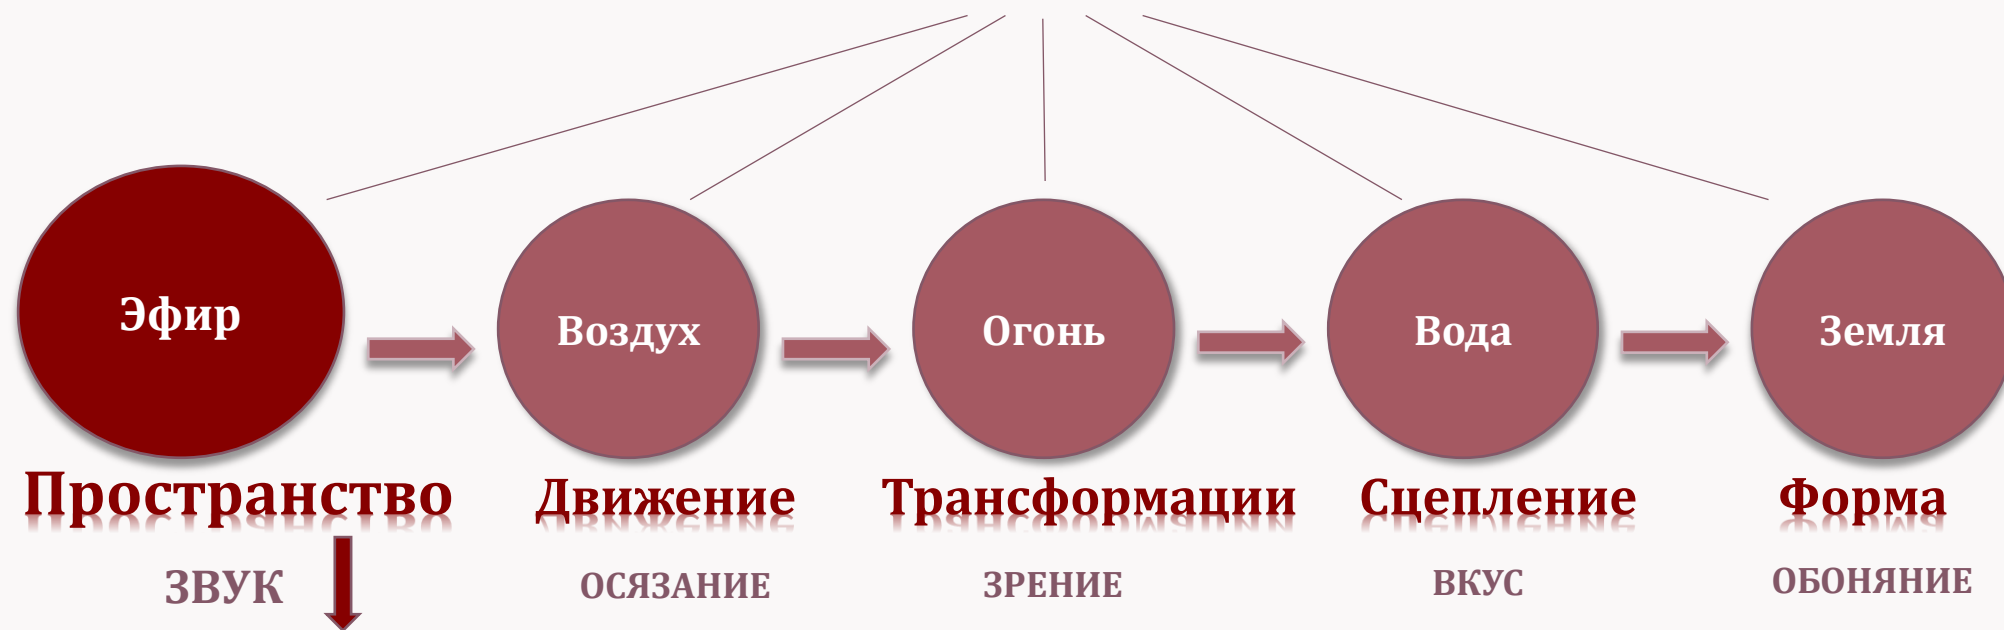 Эфир
Воздух
Огонь
Вода
Земля
Пространство
Движение
Трансформации
Сцепление
Форма
ЗВУК
ОСЯЗАНИЕ
ЗРЕНИЕ
ВКУС
ОБОНЯНИЕ